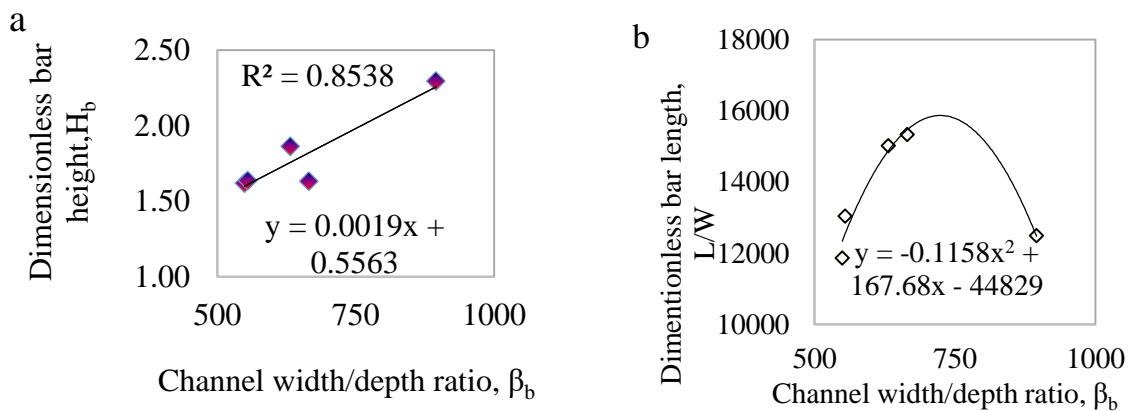 a
Dimensionless bar
height,H_b
2.50
2.00
1.50
1.00
R² = 0.8538
y = 0.0019x +
0.5563
500
750
1000
Channel width/depth ratio, β_b
b
Dimentionless bar length,
L/W
18000
16000
14000
12000
10000
y = -0.1158x² +
167.68x - 44829
500
750
1000
Channel width/depth ratio, β_b